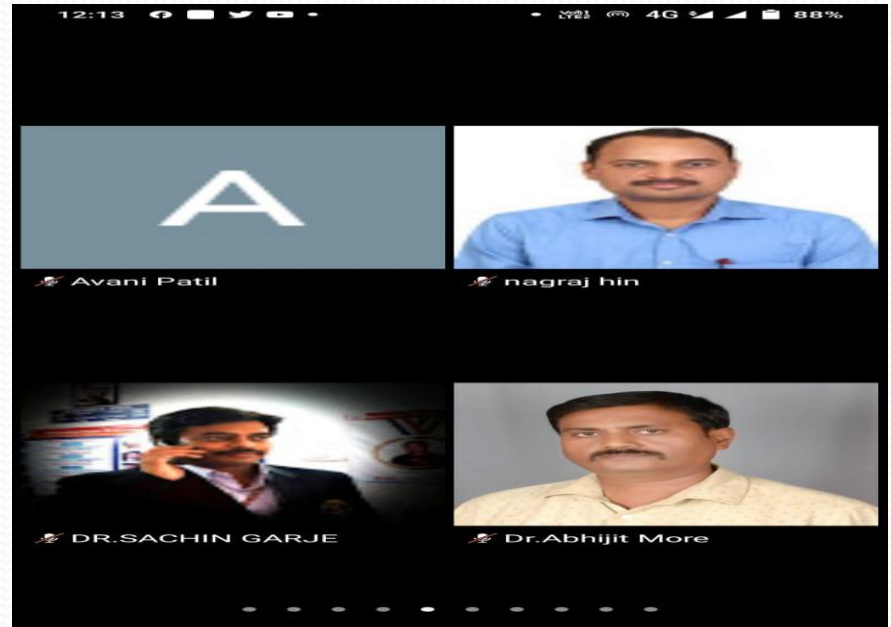 12:13 4G 88%
A
Avani Patil
nagraj hin
DR.SACHIN GARJE
Dr.Abhijit More